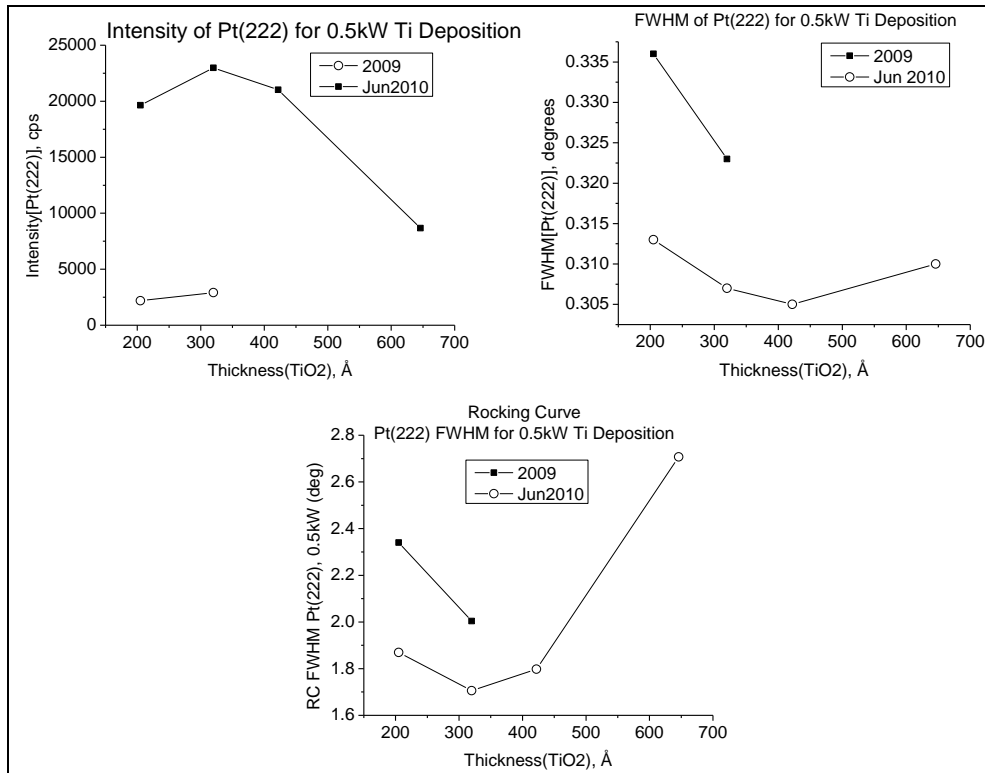 Intensity of Pt(222) for 0.5kW Ti Deposition
25000
20000
15000
10000
5000
0
Intensity[Pt(222)], cps
2009
Jun2010
200 300 400 500 600 700
Thickness(TiO2), Å
FWHM of Pt(222) for 0.5kW Ti Deposition
0.335
0.330
0.325
0.320
0.315
0.310
0.305
FWHM[Pt(222)], degrees
2009
Jun 2010
200 300 400 500 600 700
Thickness(TiO2), Å
Rocking Curve
Pt(222) FWHM for 0.5kW Ti Deposition
2.8
2.6
2.4
2.2
2.0
1.8
1.6
RC FWHM Pt(222), 0.5kW (deg)
2009
Jun2010
200 300 400 500 600 700
Thickness(TiO2), Å